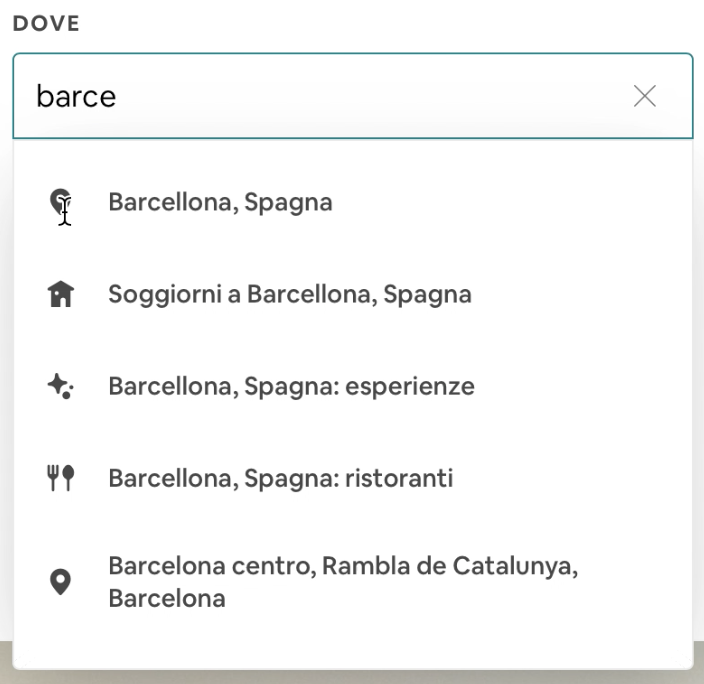 DOVE
barce
Barcellona, Spagna
Soggiorni a Barcellona, Spagna
Barcellona, Spagna: esperienze
Barcellona, Spagna: ristoranti
Barcelona centro, Rambla de Catalunya,
Barcelona